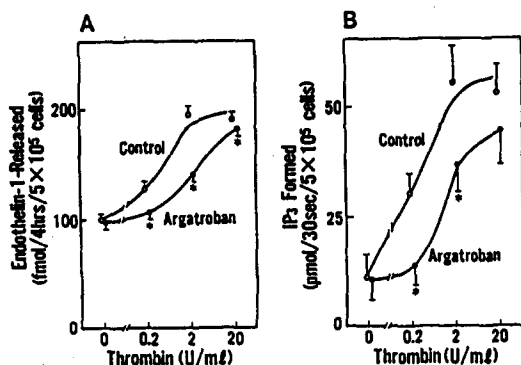 A
Endothelin-1-Released
(fmol/4hrs/5×10⁵ cells)
200
100
0
Control
Argatroban
*
*
*
0
0.2
2
20
Thrombin (U/mℓ)
B
IP₃ Formed
(pmol/30sec/5×10⁵ cells)
50
25
0
Control
Argatroban
*
*
0
0.2
2
20
Thrombin (U/mℓ)